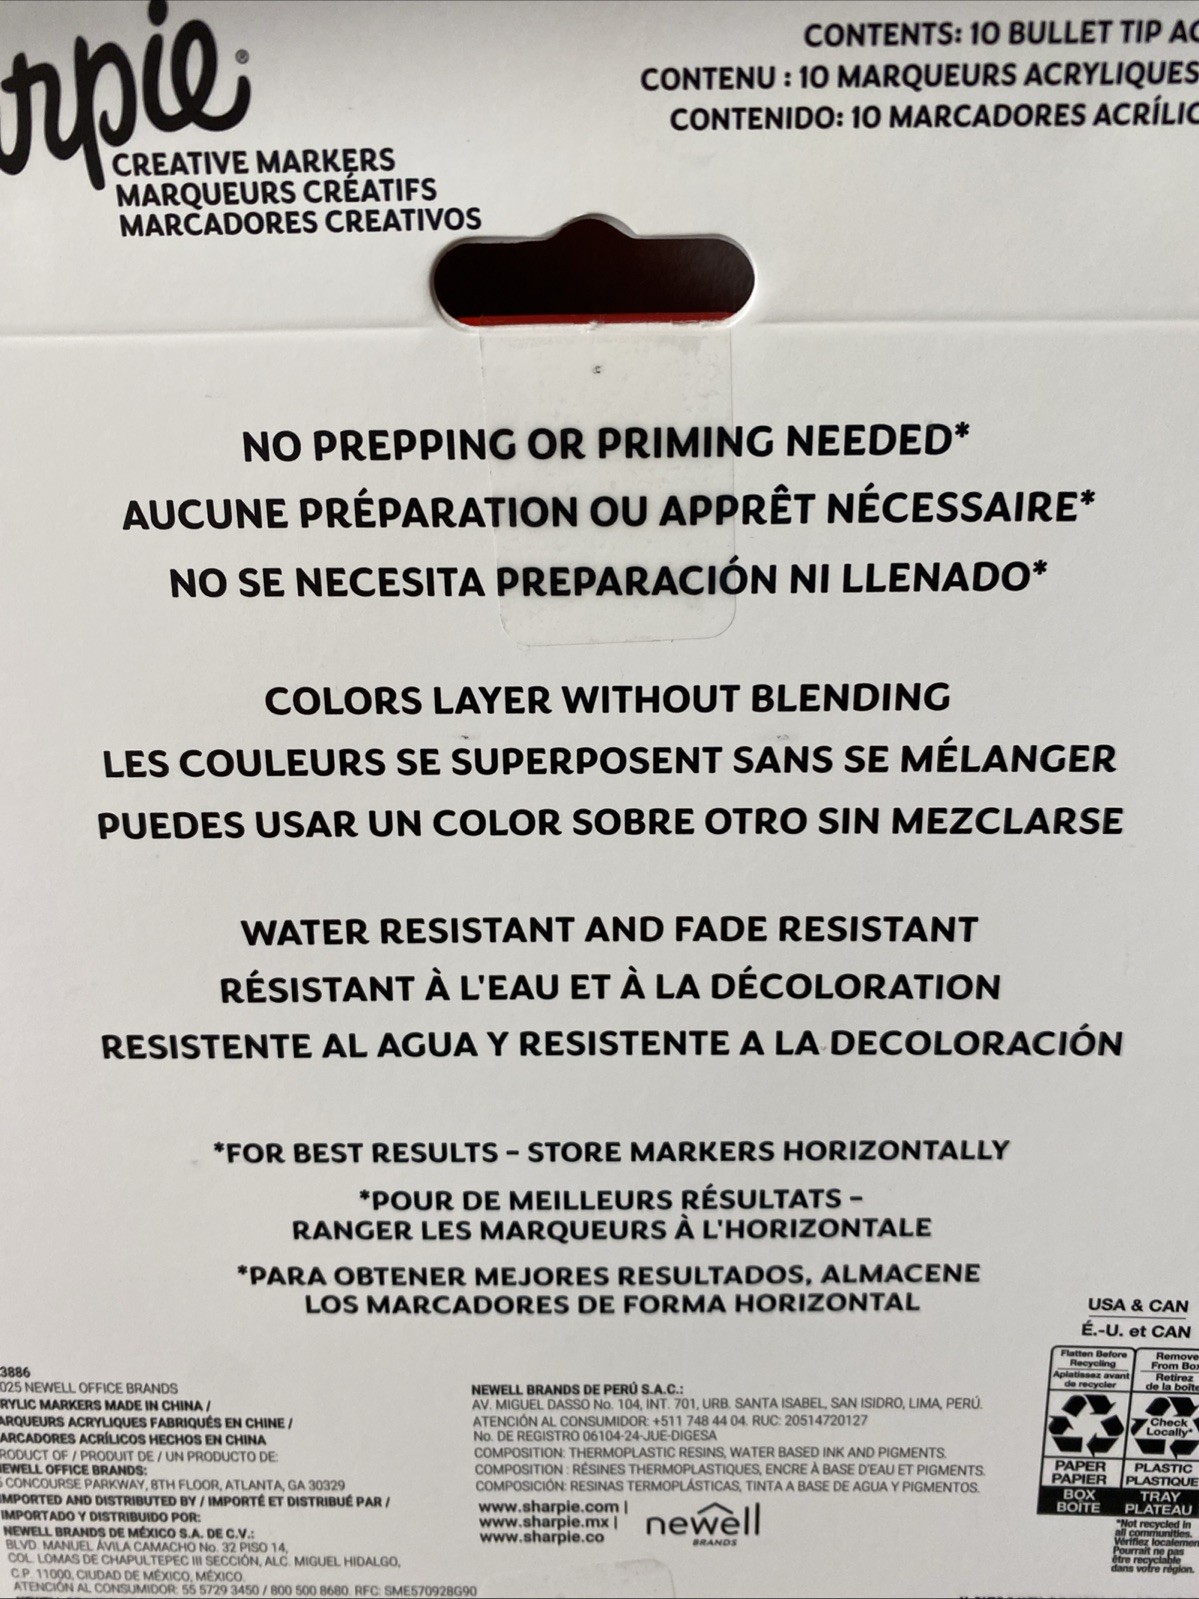 rpie®
CREATIVE MARKERS
MARQUEURS CRÉATIFS
MARCADORES CREATIVOS
CONTENTS: 10 BULLET TIP AC
CONTENU : 10 MARQUEURS ACRYLIQUES
CONTENIDO: 10 MARCADORES ACRÍLIC
NO PREPPING OR PRIMING NEEDED*
AUCUNE PRÉPARATION OU APPRÊT NÉCESSAIRE*
NO SE NECESITA PREPARACIÓN NI LLENADO*
COLORS LAYER WITHOUT BLENDING
LES COULEURS SE SUPERPOSENT SANS SE MÉLANGER
PUEDES USAR UN COLOR SOBRE OTRO SIN MEZCLARSE
WATER RESISTANT AND FADE RESISTANT
RÉSISTANT À L'EAU ET À LA DÉCOLORATION
RESISTENTE AL AGUA Y RESISTENTE A LA DECOLORACIÓN
*FOR BEST RESULTS – STORE MARKERS HORIZONTALLY
*POUR DE MEILLEURS RÉSULTATS –
RANGER LES MARQUEURS À L'HORIZONTALE
*PARA OBTENER MEJORES RESULTADOS, ALMACENE
LOS MARCADORES DE FORMA HORIZONTAL
3886
025 NEWELL OFFICE BRANDS
RYLIC MARKERS MADE IN CHINA /
ARQUEURS ACRYLIQUES FABRIQUÉS EN CHINE /
ARCADORES ACRÍLICOS HECHOS EN CHINA
RODUCT OF / PRODUIT DE / UN PRODUCTO DE:
EWELL OFFICE BRANDS:
5 CONCOURSE PARKWAY, 8TH FLOOR, ATLANTA, GA 30329
IMPORTED AND DISTRIBUTED BY / IMPORTÉ ET DISTRIBUÉ PAR /
IMPORTADO Y DISTRIBUIDO POR:
NEWELL BRANDS DE MÉXICO S.A. DE C.V.:
BLVD. MANUEL ÁVILA CAMACHO No. 32 PISO 14,
COL. LOMAS DE CHAPULTEPEC III SECCIÓN, ALC. MIGUEL HIDALGO,
C.P. 11000, CIUDAD DE MÉXICO, MÉXICO.
ATENCIÓN AL CONSUMIDOR: 55 5729 3450 / 800 500 8680. RFC: SME570928G90
NEWELL BRANDS DE PERÚ S.A.C.:
AV. MIGUEL DASSO No. 104, INT. 701, URB. SANTA ISABEL, SAN ISIDRO, LIMA, PERÚ.
ATENCIÓN AL CONSUMIDOR: +511 748 44 04. RUC: 20514720127
No. DE REGISTRO 06104-24-JUE-DIGESA
COMPOSITION: THERMOPLASTIC RESINS, WATER BASED INK AND PIGMENTS.
COMPOSITION : RÉSINES THERMOPLASTIQUES, ENCRE À BASE D'EAU ET PIGMENTS.
COMPOSICIÓN: RESINAS TERMOPLÁSTICAS, TINTA A BASE DE AGUA Y PIGMENTOS.
www.sharpie.com |
www.sharpie.mx |
www.sharpie.co
newell
BRANDS
USA & CAN
É.-U. et CAN
Flatten Before
Recycling
Aplatissez avant
de recycler
PAPER
PAPIER
BOX
BOÎTE
Remove
From Box
Retirez
de la boîte
Check
Locally*
PLASTIC
PLASTIQUE
TRAY
PLATEAU
*Not recycled in
all communities.
Vérifiez localemen
Pourrait ne pas
être recyclable
dans votre région.